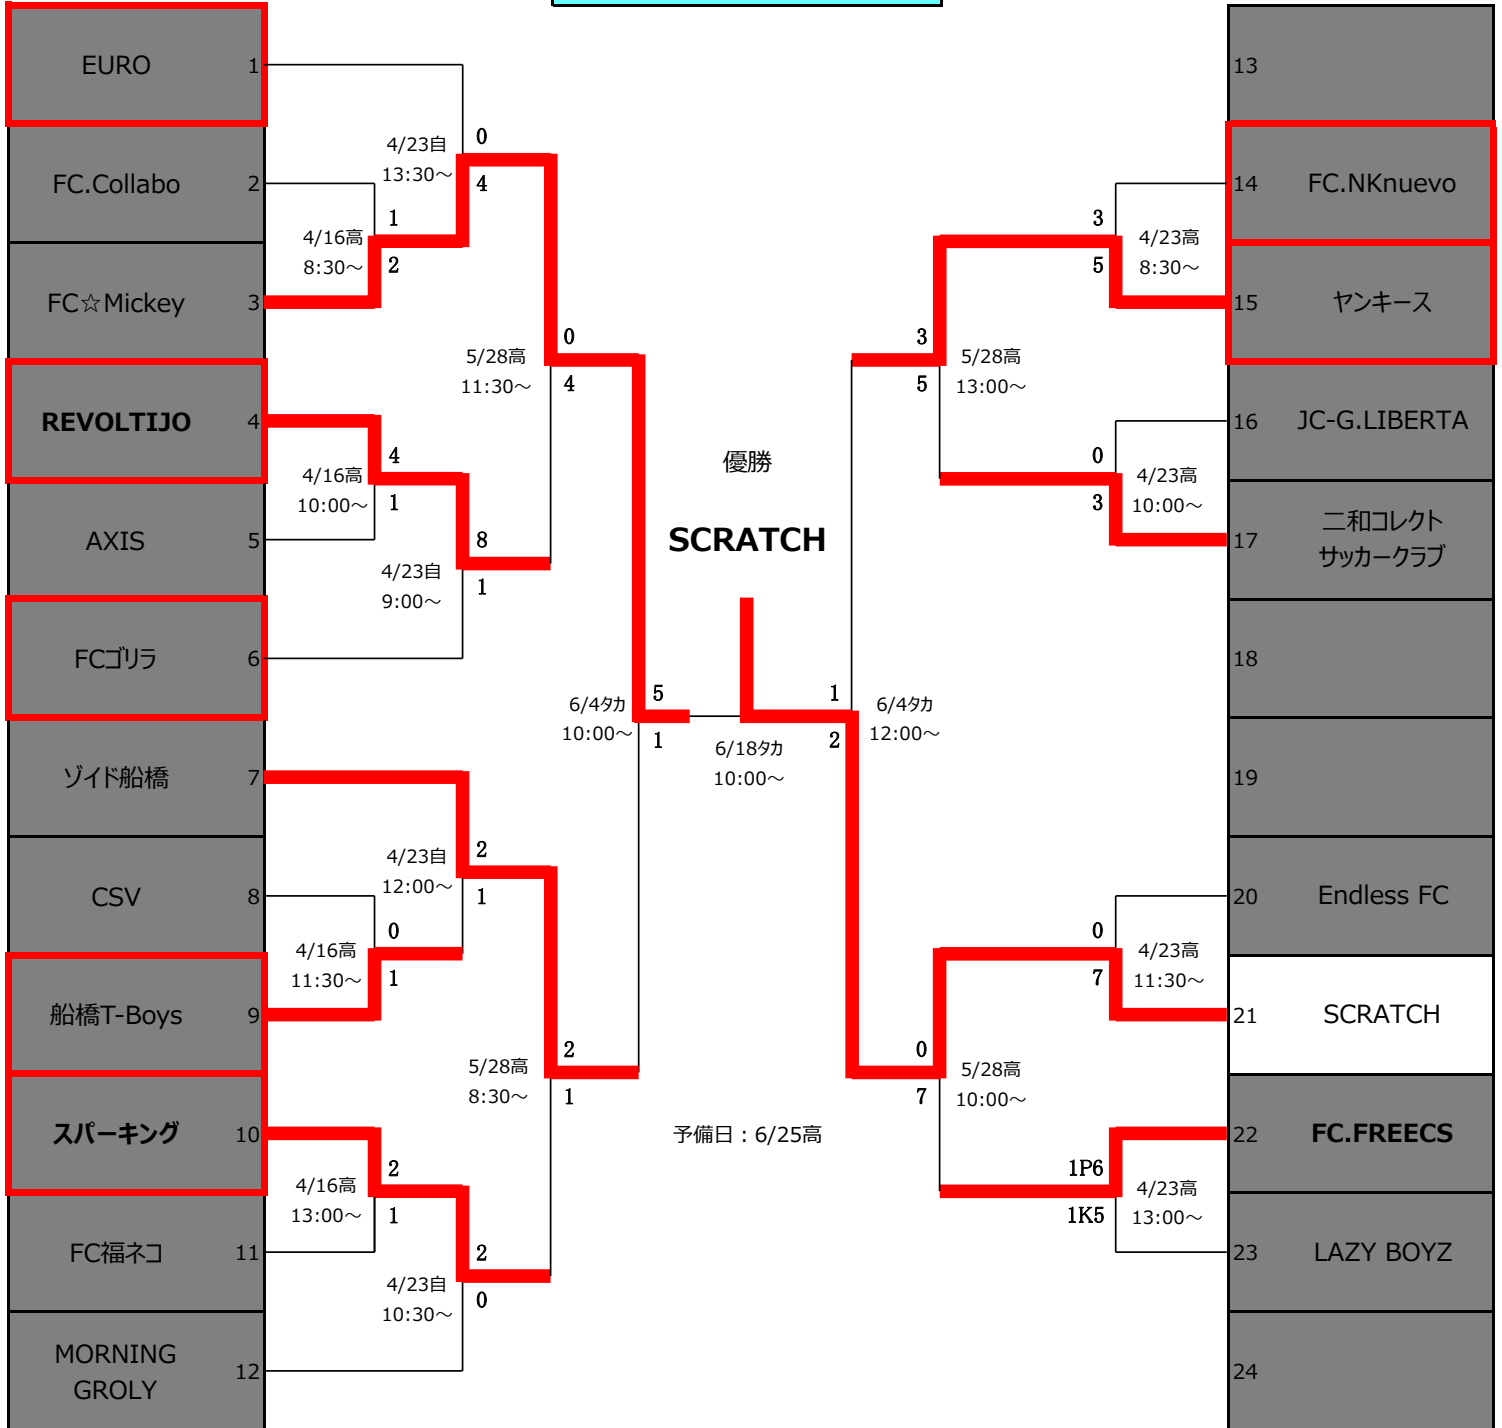 EURO 1
FC.Collabo 2
FC☆Mickey 3
REVOLTIJO 4
AXIS 5
FCゴリラ 6
ゾイド船橋 7
CSV 8
船橋T-Boys 9
スパーキング 10
FC福ネコ 11
MORNING
GROLY 12
4/16高
8:30～
1
2
4/16高
10:00～
4
1
4/16高
11:30～
0
1
4/16高
13:00～
2
1
4/23自
13:30～
0
4
4/23自
9:00～
8
1
4/23自
12:00～
2
1
4/23自
10:30～
2
0
5/28高
11:30～
0
4
5/28高
8:30～
2
1
6/4タカ
10:00～
5
1
優勝
SCRATCH
6/18タカ
10:00～
予備日：6/25高
1
2
6/4タカ
12:00～
3
5
5/28高
13:00～
0
7
5/28高
10:00～
3
5
4/23高
8:30～
0
3
4/23高
10:00～
0
7
4/23高
11:30～
1P6
1K5
4/23高
13:00～
13
14 FC.NKnuevo
15 ヤンキース
16 JC-G.LIBERTA
17 二和コレクト
サッカークラブ
18
19
20 Endless FC
21 SCRATCH
22 FC.FREECS
23 LAZY BOYZ
24